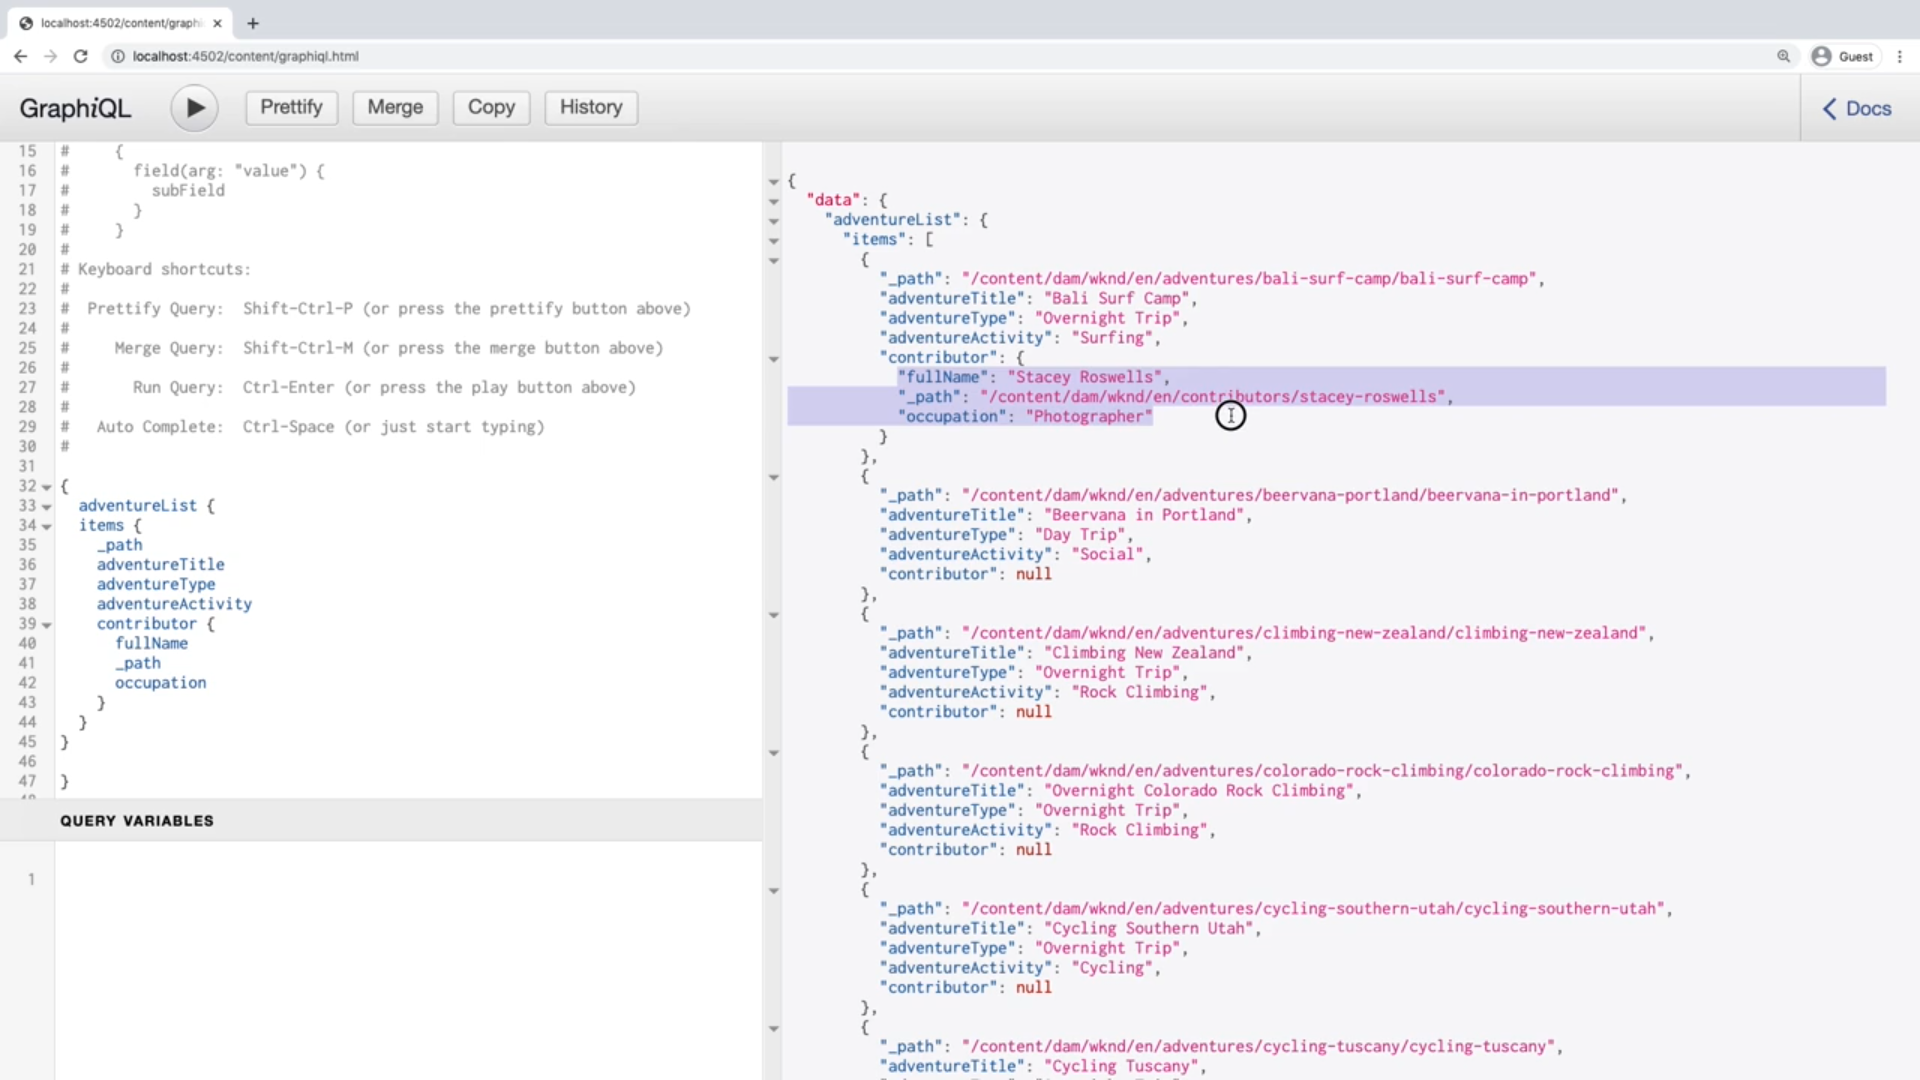 localhost:4502/content/graphi
localhost:4502/content/graphiql.html
Guest
GraphiQL
Prettify
Merge
Copy
History
Docs
15 #     {
16 #       field(arg: "value") {
17 #         subField
18 #       }
19 #     }
20 #
21 # Keyboard shortcuts:
22 #
23 #  Prettify Query:  Shift-Ctrl-P (or press the prettify button above)
24 #
25 #     Merge Query:  Shift-Ctrl-M (or press the merge button above)
26 #
27 #       Run Query:  Ctrl-Enter (or press the play button above)
28 #
29 #   Auto Complete:  Ctrl-Space (or just start typing)
30 #
31
32 {
33   adventureList {
34   items {
35     _path
36     adventureTitle
37     adventureType
38     adventureActivity
39     contributor {
40       fullName
41       _path
42       occupation
43     }
44   }
45 }
46
47 }
QUERY VARIABLES
1
{
  "data": {
    "adventureList": {
      "items": [
        {
          "_path": "/content/dam/wknd/en/adventures/bali-surf-camp/bali-surf-camp",
          "adventureTitle": "Bali Surf Camp",
          "adventureType": "Overnight Trip",
          "adventureActivity": "Surfing",
          "contributor": {
            "fullName": "Stacey Roswells",
            "_path": "/content/dam/wknd/en/contributors/stacey-roswells",
            "occupation": "Photographer"
          }
        },
        {
          "_path": "/content/dam/wknd/en/adventures/beervana-portland/beervana-in-portland",
          "adventureTitle": "Beervana in Portland",
          "adventureType": "Day Trip",
          "adventureActivity": "Social",
          "contributor": null
        },
        {
          "_path": "/content/dam/wknd/en/adventures/climbing-new-zealand/climbing-new-zealand",
          "adventureTitle": "Climbing New Zealand",
          "adventureType": "Overnight Trip",
          "adventureActivity": "Rock Climbing",
          "contributor": null
        },
        {
          "_path": "/content/dam/wknd/en/adventures/colorado-rock-climbing/colorado-rock-climbing",
          "adventureTitle": "Overnight Colorado Rock Climbing",
          "adventureType": "Overnight Trip",
          "adventureActivity": "Rock Climbing",
          "contributor": null
        },
        {
          "_path": "/content/dam/wknd/en/adventures/cycling-southern-utah/cycling-southern-utah",
          "adventureTitle": "Cycling Southern Utah",
          "adventureType": "Overnight Trip",
          "adventureActivity": "Cycling",
          "contributor": null
        },
        {
          "_path": "/content/dam/wknd/en/adventures/cycling-tuscany/cycling-tuscany",
          "adventureTitle": "Cycling Tuscany",